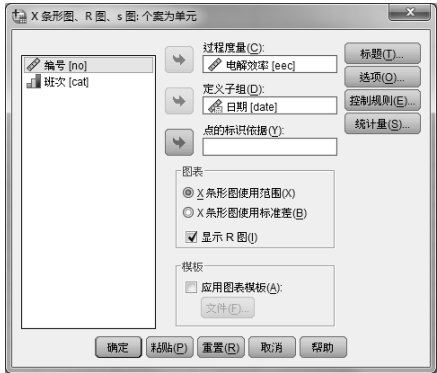 X 条形图、R 图、s 图: 个案为单元
编号 [no]
班次 [cat]
过程度量(C):
电解效率 [eec]
定义子组(D):
日期 [date]
点的标识依据(Y):
标题(T)...
选项(O)...
控制规则(E)...
统计量(S)...
图表
X 条形图使用范围(X)
X 条形图使用标准差(B)
显示 R 图(I)
模板
应用图表模板(A):
文件(F)...
确定
粘贴(P)
重置(R)
取消
帮助